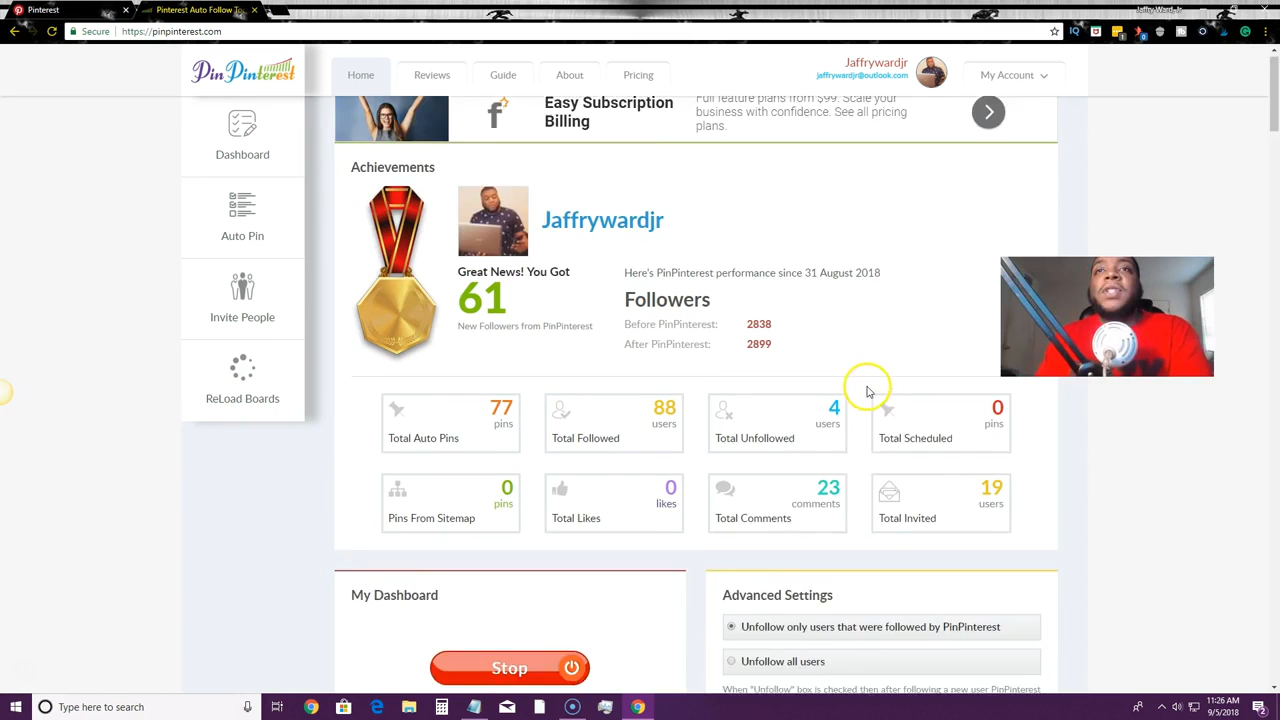 Pinterest
Pinterest Auto Follow To
Jaffry Ward Jr
Secure
https://pinpinterest.com
PinPinterest
Home
Reviews
Guide
About
Pricing
Jaffrywardjr
jaffrywardjr@outlook.com
My Account
Dashboard
Auto Pin
Invite People
ReLoad Boards
Easy Subscription
Billing
Full feature plans from $99. Scale your
business with confidence. See all pricing
plans.
Achievements
Jaffrywardjr
Great News! You Got
61
New Followers from PinPinterest
Here's PinPinterest performance since 31 August 2018
Followers
Before PinPinterest: 2838
After PinPinterest: 2899
77
pins
Total Auto Pins
88
users
Total Followed
4
users
Total Unfollowed
0
pins
Total Scheduled
0
pins
Pins From Sitemap
0
likes
Total Likes
23
comments
Total Comments
19
users
Total Invited
My Dashboard
Stop
Advanced Settings
Unfollow only users that were followed by PinPinterest
Unfollow all users
When "Unfollow" box is checked then after following a new user PinPinterest
Type here to search
11:26 AM
9/5/2018